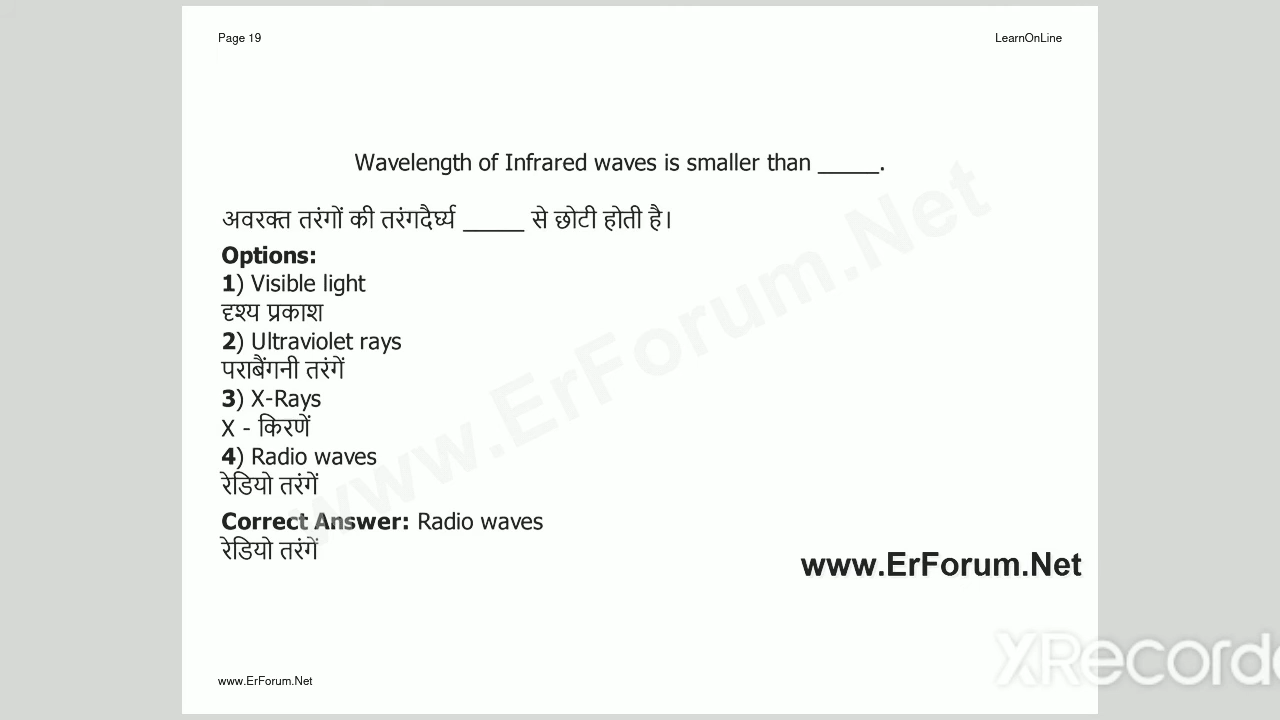 Page 19
LearnOnLine
Wavelength of Infrared waves is smaller than _____.
अवरक्त तरंगों की तरंगदैर्घ्य _____ से छोटी होती है।
Options:
1) Visible light
दृश्य प्रकाश
2) Ultraviolet rays
पराबैंगनी तरंगें
3) X-Rays
X - किरणें
4) Radio waves
रेडियो तरंगें
Correct Answer: Radio waves
रेडियो तरंगें
www.ErForum.Net
www.ErForum.Net
XRecorde
www.ErForum.Net